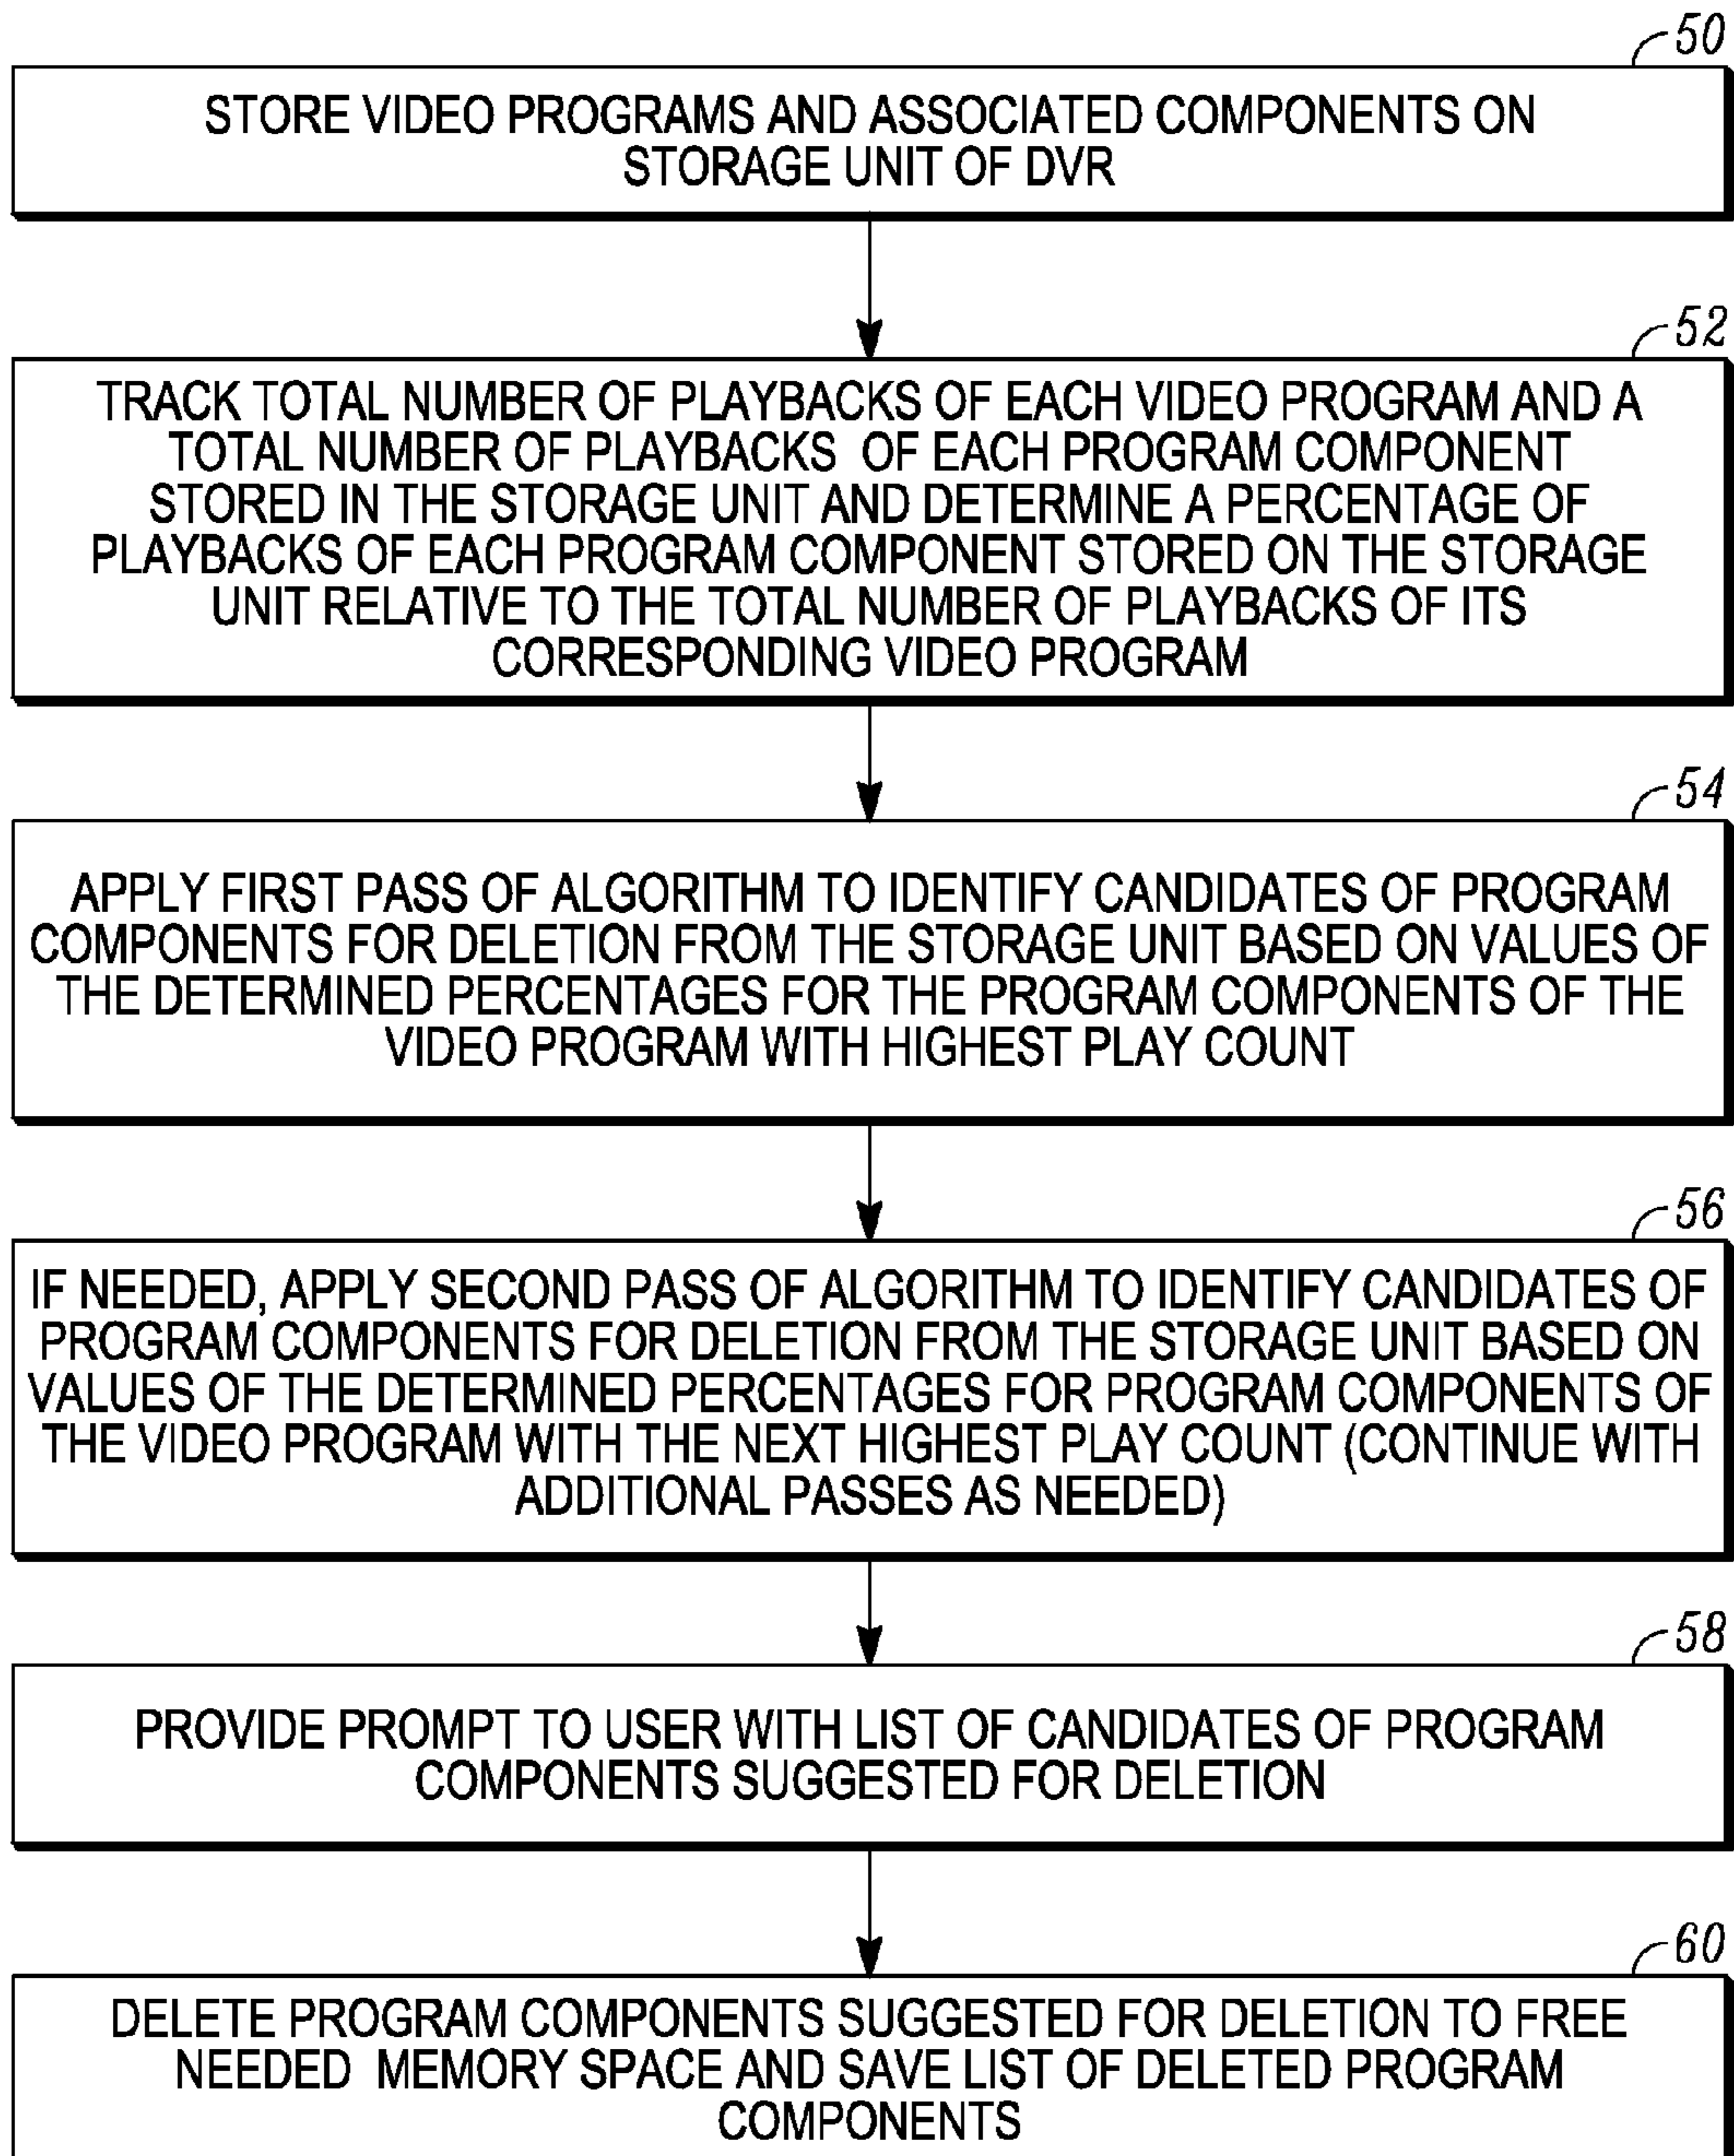 50
STORE VIDEO PROGRAMS AND ASSOCIATED COMPONENTS ON
STORAGE UNIT OF DVR
52
TRACK TOTAL NUMBER OF PLAYBACKS OF EACH VIDEO PROGRAM AND A
TOTAL NUMBER OF PLAYBACKS OF EACH PROGRAM COMPONENT
STORED IN THE STORAGE UNIT AND DETERMINE A PERCENTAGE OF
PLAYBACKS OF EACH PROGRAM COMPONENT STORED ON THE STORAGE
UNIT RELATIVE TO THE TOTAL NUMBER OF PLAYBACKS OF ITS
CORRESPONDING VIDEO PROGRAM
54
APPLY FIRST PASS OF ALGORITHM TO IDENTIFY CANDIDATES OF PROGRAM
COMPONENTS FOR DELETION FROM THE STORAGE UNIT BASED ON VALUES OF
THE DETERMINED PERCENTAGES FOR THE PROGRAM COMPONENTS OF THE
VIDEO PROGRAM WITH HIGHEST PLAY COUNT
56
IF NEEDED, APPLY SECOND PASS OF ALGORITHM TO IDENTIFY CANDIDATES OF
PROGRAM COMPONENTS FOR DELETION FROM THE STORAGE UNIT BASED ON
VALUES OF THE DETERMINED PERCENTAGES FOR PROGRAM COMPONENTS OF
THE VIDEO PROGRAM WITH THE NEXT HIGHEST PLAY COUNT (CONTINUE WITH
ADDITIONAL PASSES AS NEEDED)
58
PROVIDE PROMPT TO USER WITH LIST OF CANDIDATES OF PROGRAM
COMPONENTS SUGGESTED FOR DELETION
60
DELETE PROGRAM COMPONENTS SUGGESTED FOR DELETION TO FREE
NEEDED MEMORY SPACE AND SAVE LIST OF DELETED PROGRAM
COMPONENTS